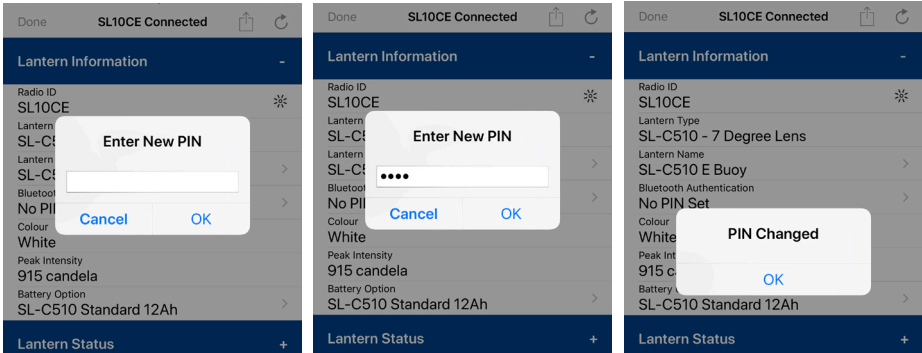 Done SL10CE Connected
Lantern Information -
Radio ID
SL10CE
Lantern
SL-C5
Enter New PIN
Lantern
SL-C5
Bluetoot
No PI
Cancel OK
Colour
White
Peak Intensity
915 candela
Battery Option
SL-C510 Standard 12Ah
Lantern Status +
Done SL10CE Connected
Lantern Information -
Radio ID
SL10CE
Lantern
SL-C5
Enter New PIN
Lantern
SL-C5
••••
Bluetoot
No PI
Cancel OK
Colour
White
Peak Intensity
915 candela
Battery Option
SL-C510 Standard 12Ah
Lantern Status +
Done SL10CE Connected
Lantern Information -
Radio ID
SL10CE
Lantern Type
SL-C510 - 7 Degree Lens
Lantern Name
SL-C510 E Buoy
Bluetooth Authentication
No PIN Set
Colour
White
PIN Changed
Peak Int
915 c
OK
Battery
SL-C510 Standard 12Ah
Lantern Status +